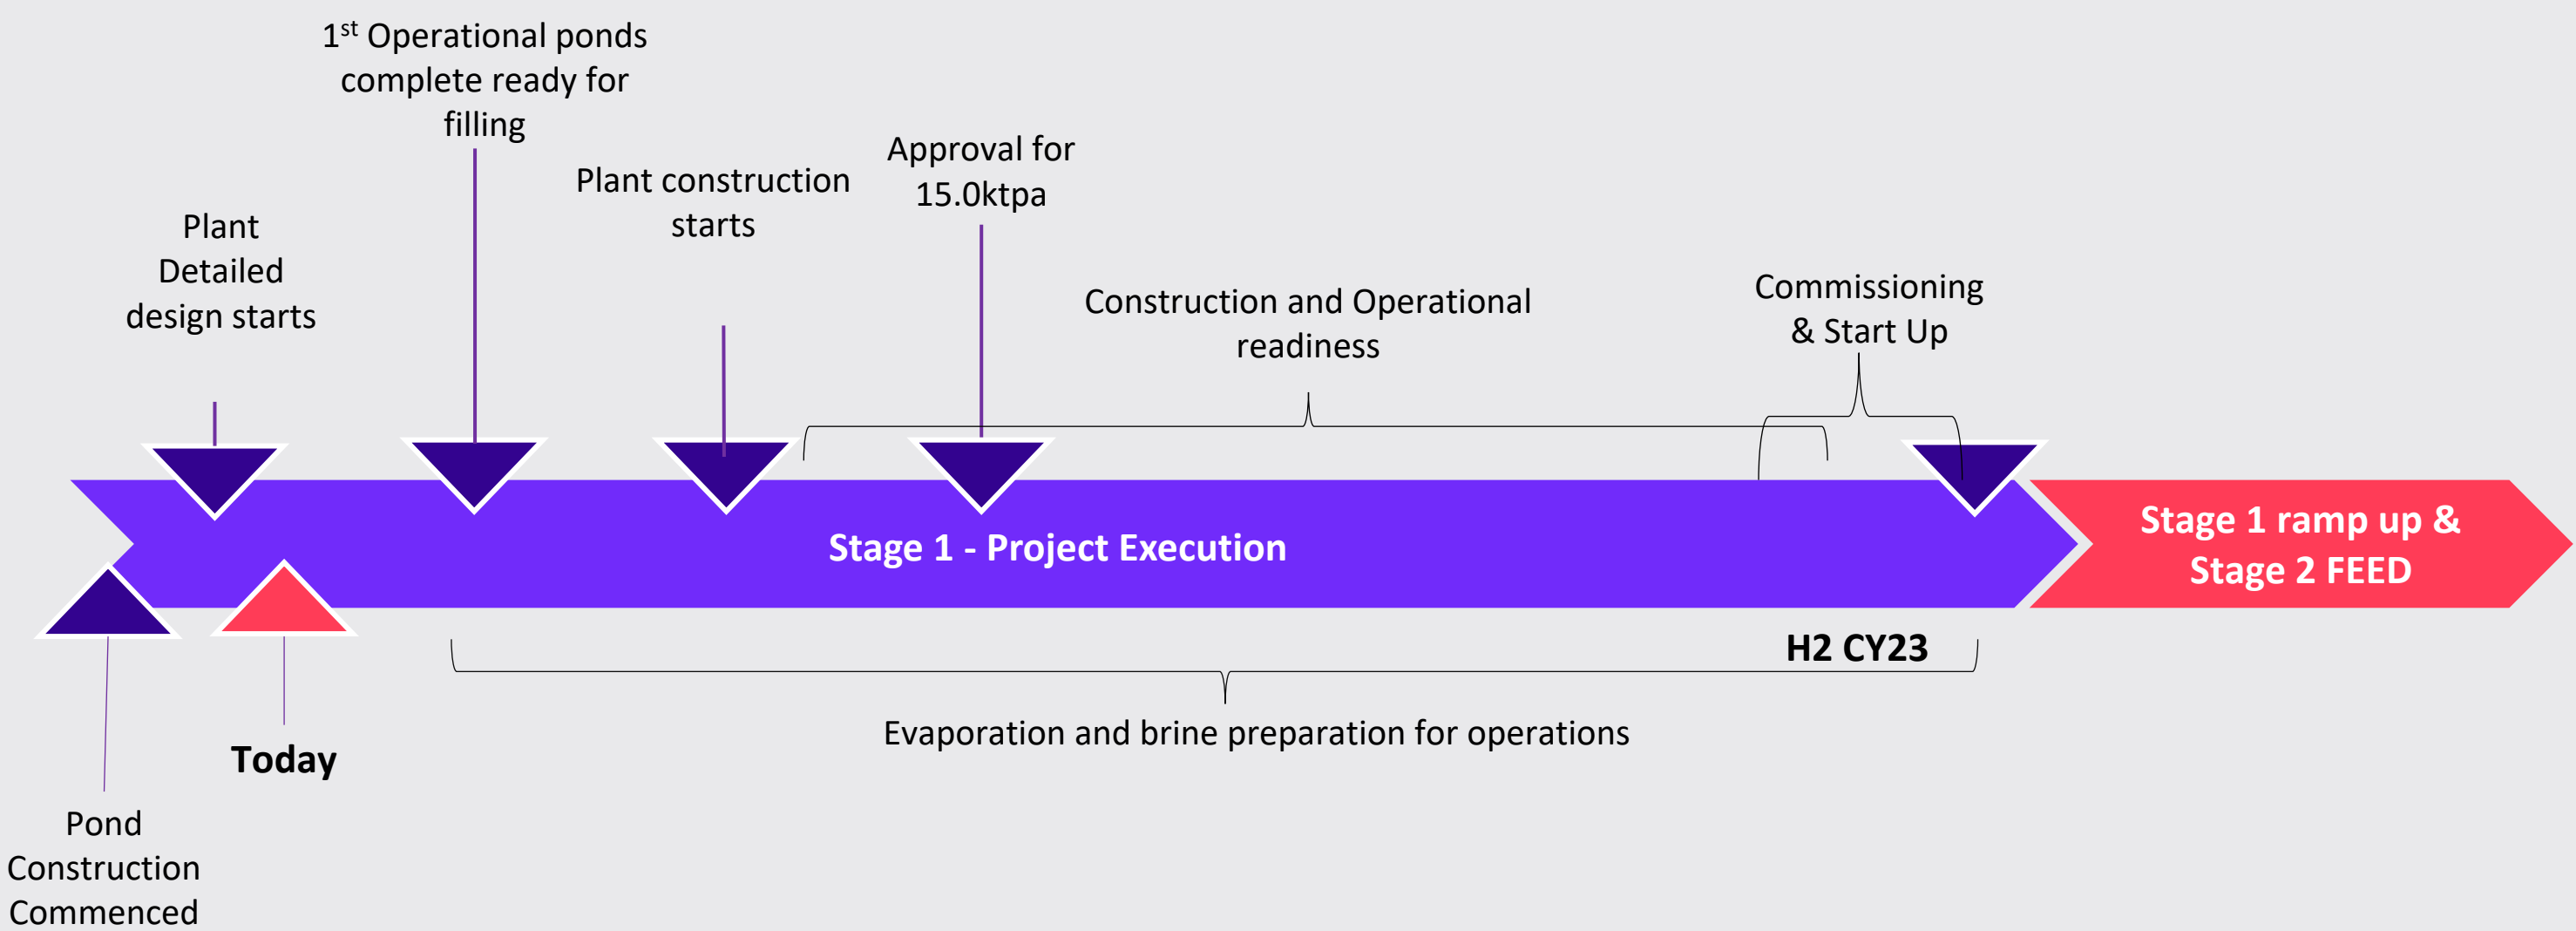 1st Operational ponds
complete ready for
filling
Plant
Detailed
design starts
Plant construction
starts
Approval for
15.0ktpa
Construction and Operational
readiness
Commissioning
& Start Up
Stage 1 - Project Execution
Stage 1 ramp up &
Stage 2 FEED
H2 CY23
Evaporation and brine preparation for operations
Today
Pond
Construction
Commenced